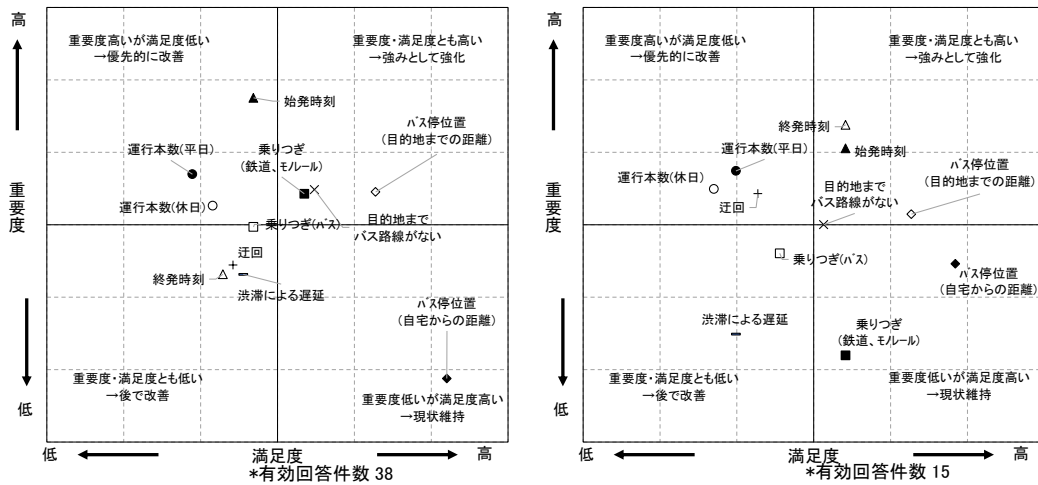 高
重要度
低
重要度高いが満足度低い
→優先的に改善
重要度・満足度とも高い
→強みとして強化
始発時刻
バス停位置
(目的地までの距離)
運行本数(平日)
乗りつぎ
(鉄道、モノレール)
運行本数(休日)
目的地まで
バス路線がない
乗りつぎ(バス)
迂回
終発時刻
渋滞による遅延
バス停位置
(自宅からの距離)
重要度・満足度とも低い
→後で改善
重要度低いが満足度高い
→現状維持
低
満足度
高
*有効回答件数 38
高
重要度
低
重要度高いが満足度低い
→優先的に改善
重要度・満足度とも高い
→強みとして強化
終発時刻
始発時刻
運行本数(平日)
バス停位置
(目的地までの距離)
運行本数(休日)
迂回
目的地まで
バス路線がない
乗りつぎ(バス)
バス停位置
(自宅からの距離)
渋滞による遅延
乗りつぎ
(鉄道、モノレール)
重要度・満足度とも低い
→後で改善
重要度低いが満足度高い
→現状維持
低
満足度
高
*有効回答件数 15